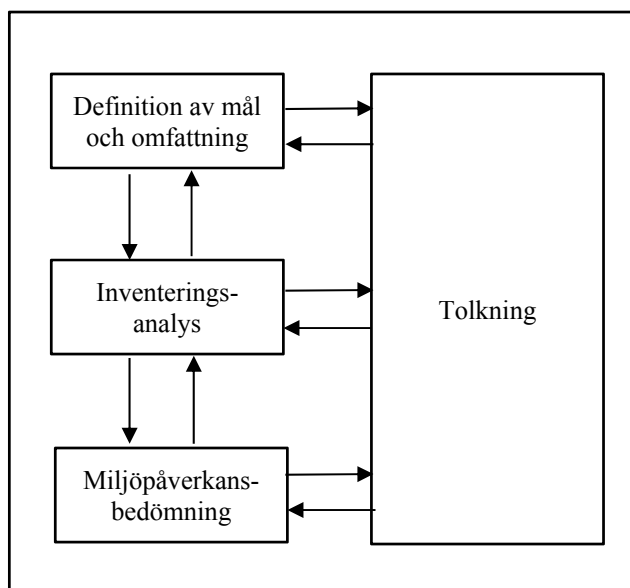 Definition av mål
och omfattning
Inventerings-
analys
Tolkning
Miljöpåverkans-
bedömning